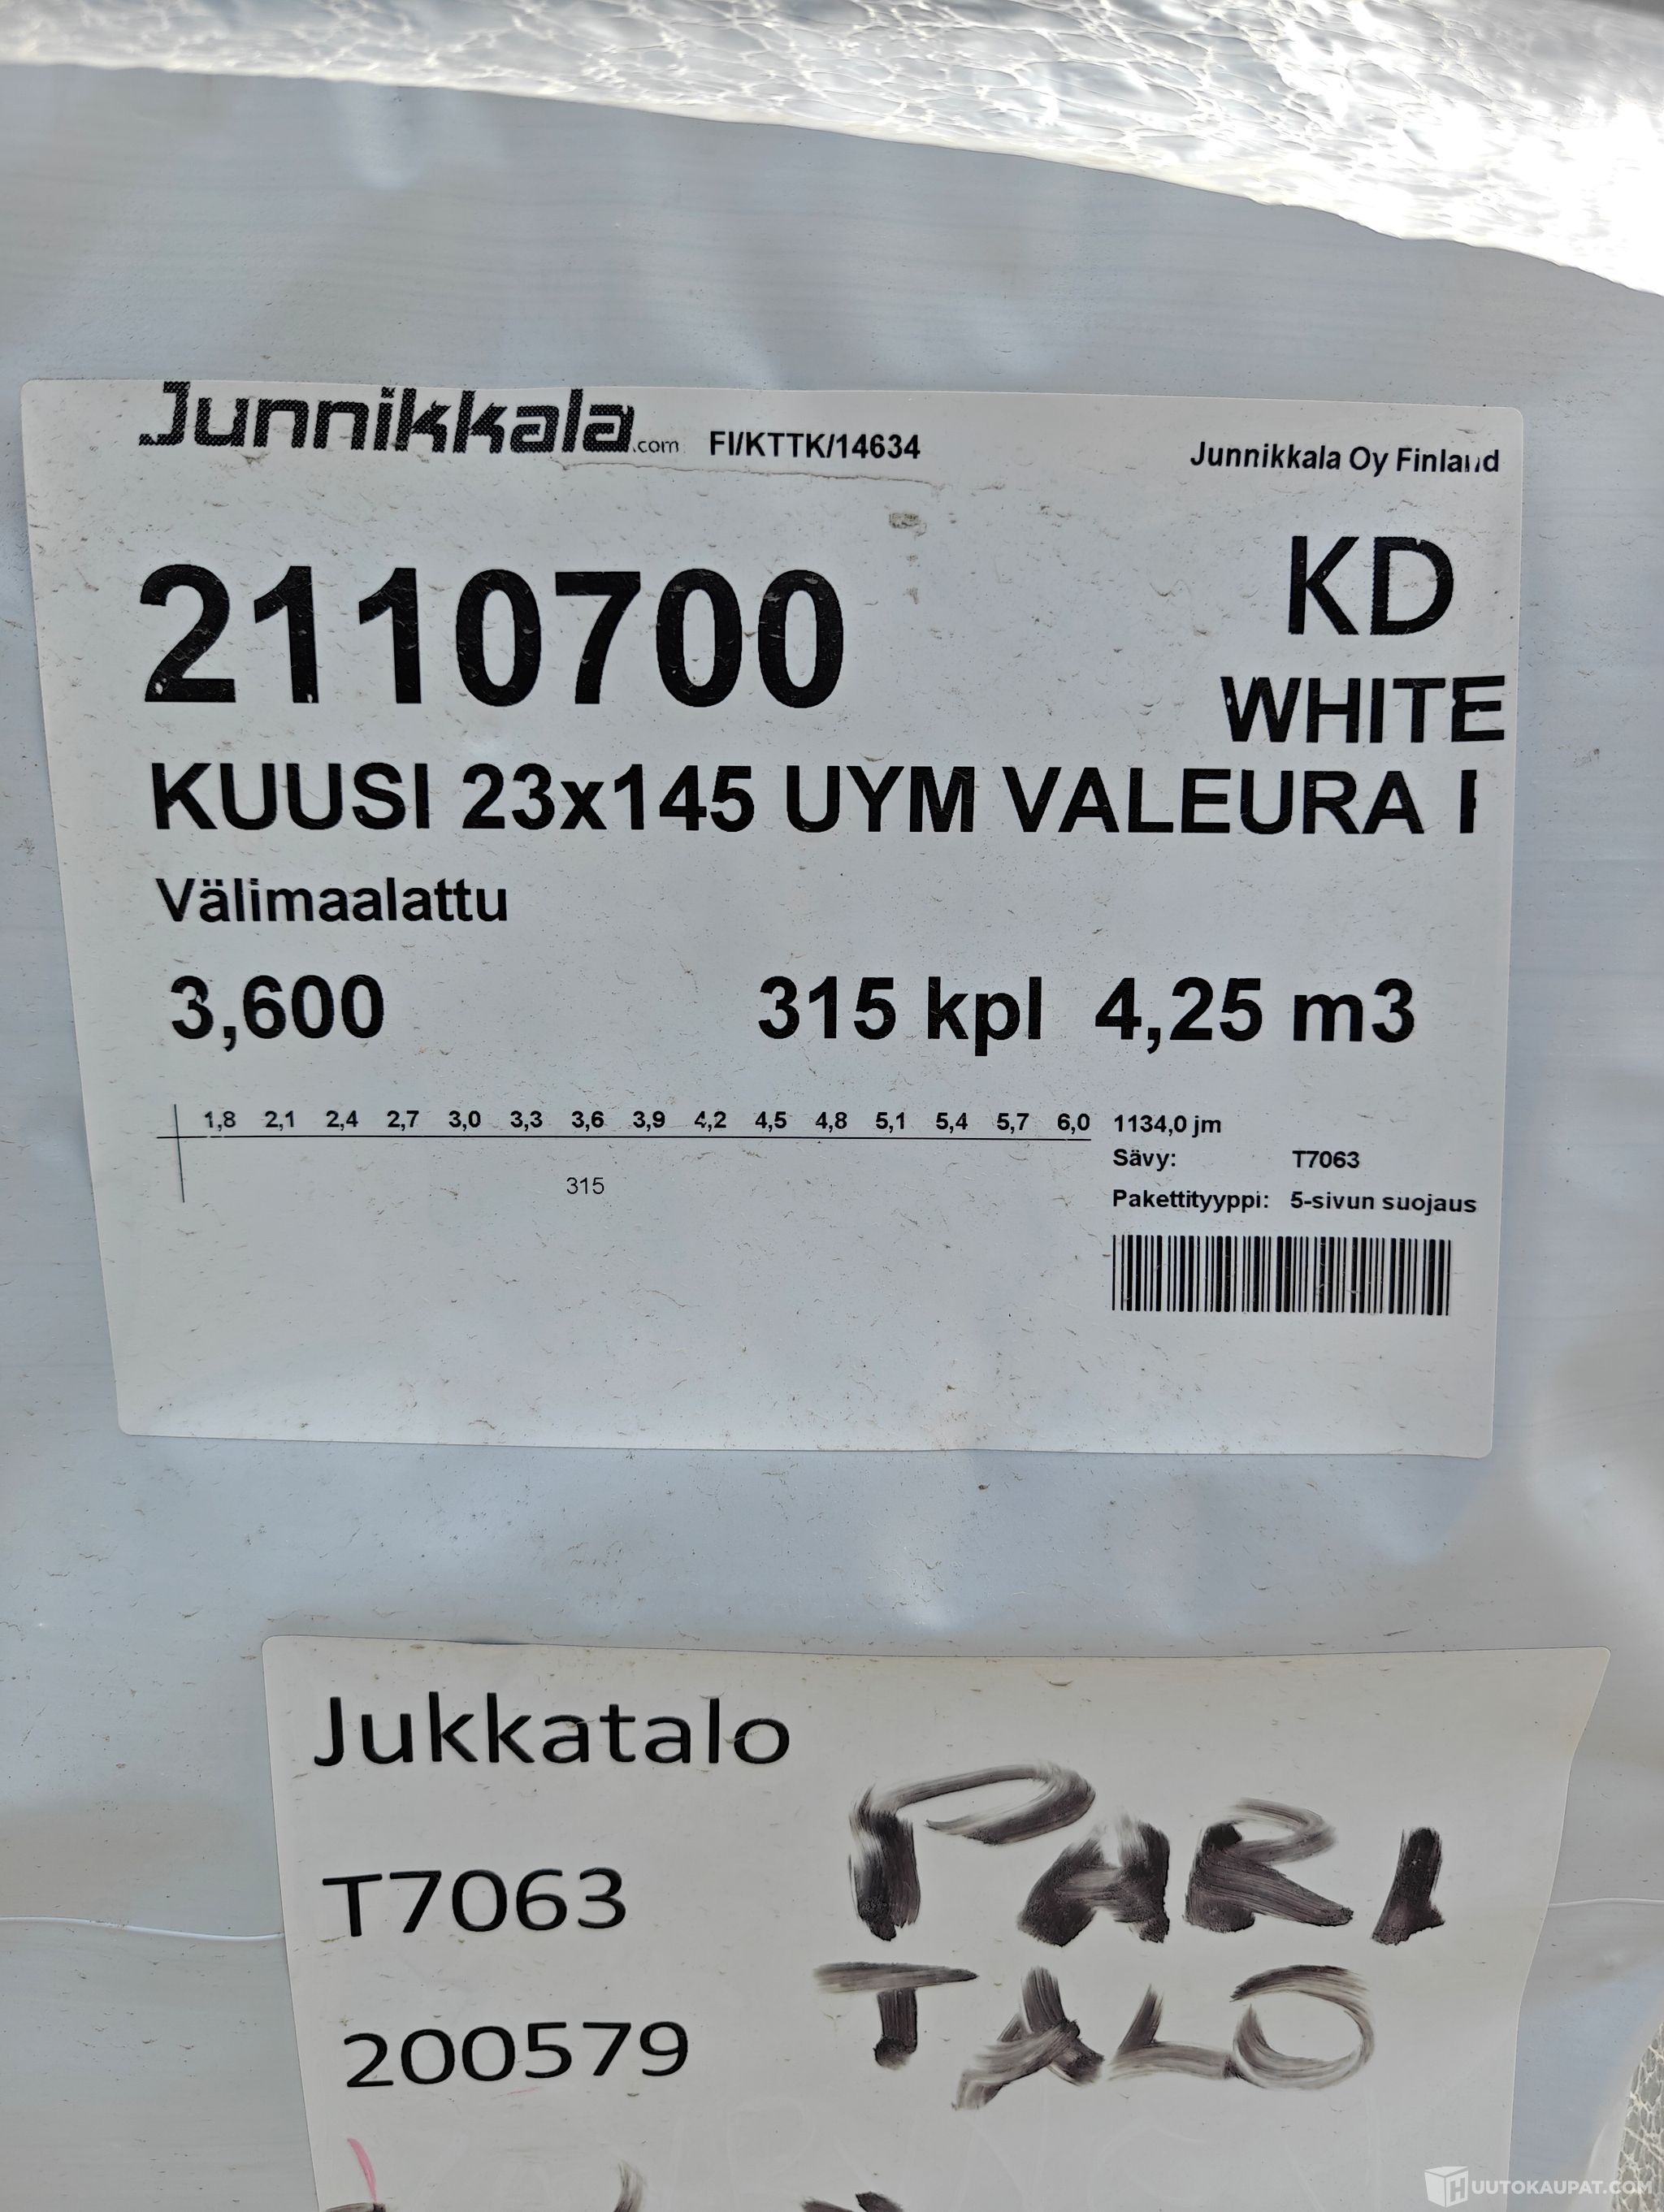 Junnikkala.com FI/KTTK/14634 Junnikkala Oy Finland
2110700 KD
WHITE
KUUSI 23x145 UYM VALEURA I
Välimaalattu
3,600 315 kpl 4,25 m3
1,8 2,1 2,4 2,7 3,0 3,3 3,6 3,9 4,2 4,5 4,8 5,1 5,4 5,7 6,0 1134,0 jm
Sävy: T7063
315
Pakettityyppi: 5-sivun suojaus
Jukkatalo
PARI
T7063
TALO
200579
HUUTOKAUPAT.COM